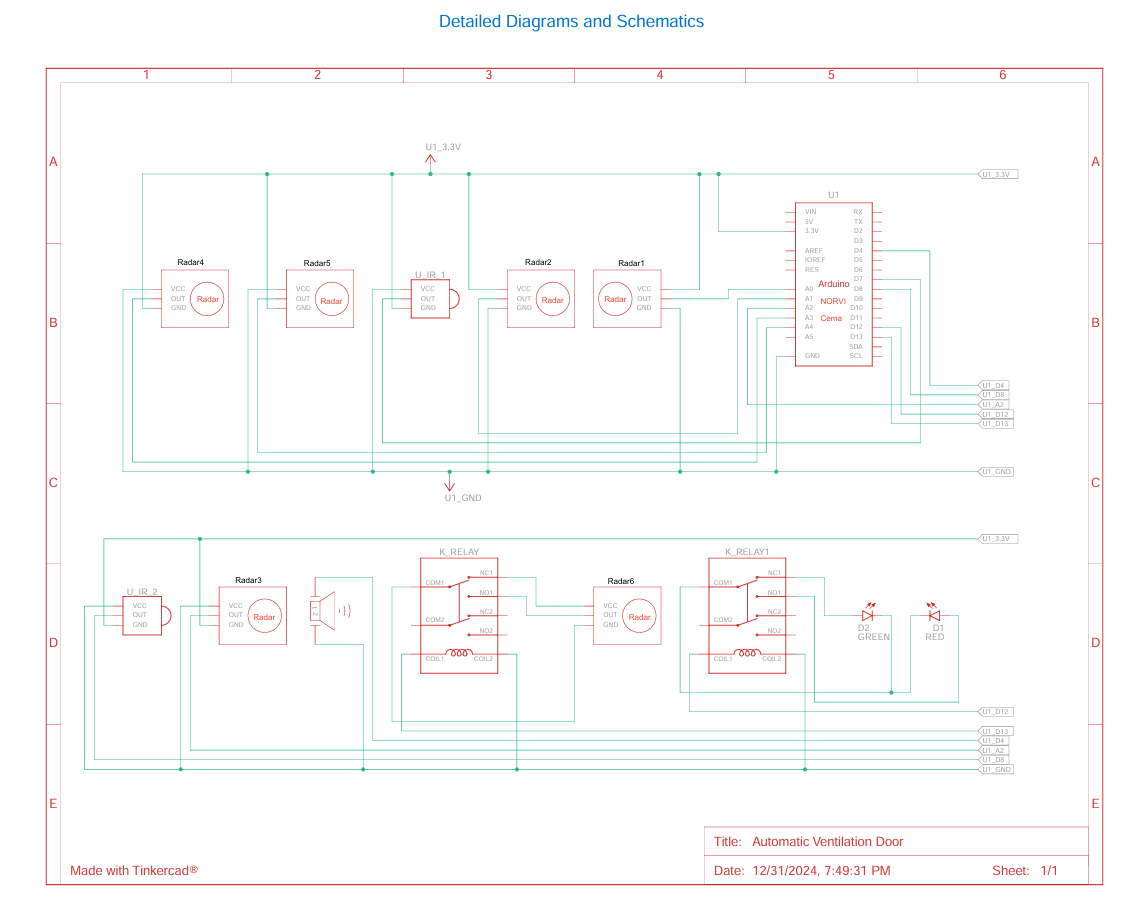 Detailed Diagrams and Schematics
1 2 3 4 5 6
A A
U1_3.3V
U1_3.3V
U1
VIN RX
5V TX
3.3V D2
D3
AREF D4
IOREF D5
RES D6
D7
A0 D8
A1 D9
A2 D10
A3 D11
A4 D12
A5 D13
SDA
GND SCL
Arduino
NORVI
Cema
Radar4
VCC
OUT
GND
Radar
Radar5
VCC
OUT
GND
Radar
U_IR_1
VCC
OUT
GND
Radar2
VCC
OUT
GND
Radar
Radar1
Radar
VCC
OUT
GND
B B
U1_D4
U1_D8
U1_A2
U1_D12
U1_D13
U1_GND
C C
U1_GND
U1_3.3V
U_IR_2
VCC
OUT
GND
Radar3
VCC
OUT
GND
Radar
1 2
K_RELAY
NC1
COM1
NO1
NC2
COM2
NO2
COIL1 COIL2
Radar6
VCC
OUT
GND
Radar
K_RELAY1
NC1
COM1
NO1
NC2
COM2
NO2
COIL1 COIL2
D2
GREEN
D1
RED
D D
U1_D12
U1_D13
U1_D4
U1_A2
U1_D8
U1_GND
E E
Title: Automatic Ventilation Door
Made with Tinkercad®
Date: 12/31/2024, 7:49:31 PM Sheet: 1/1